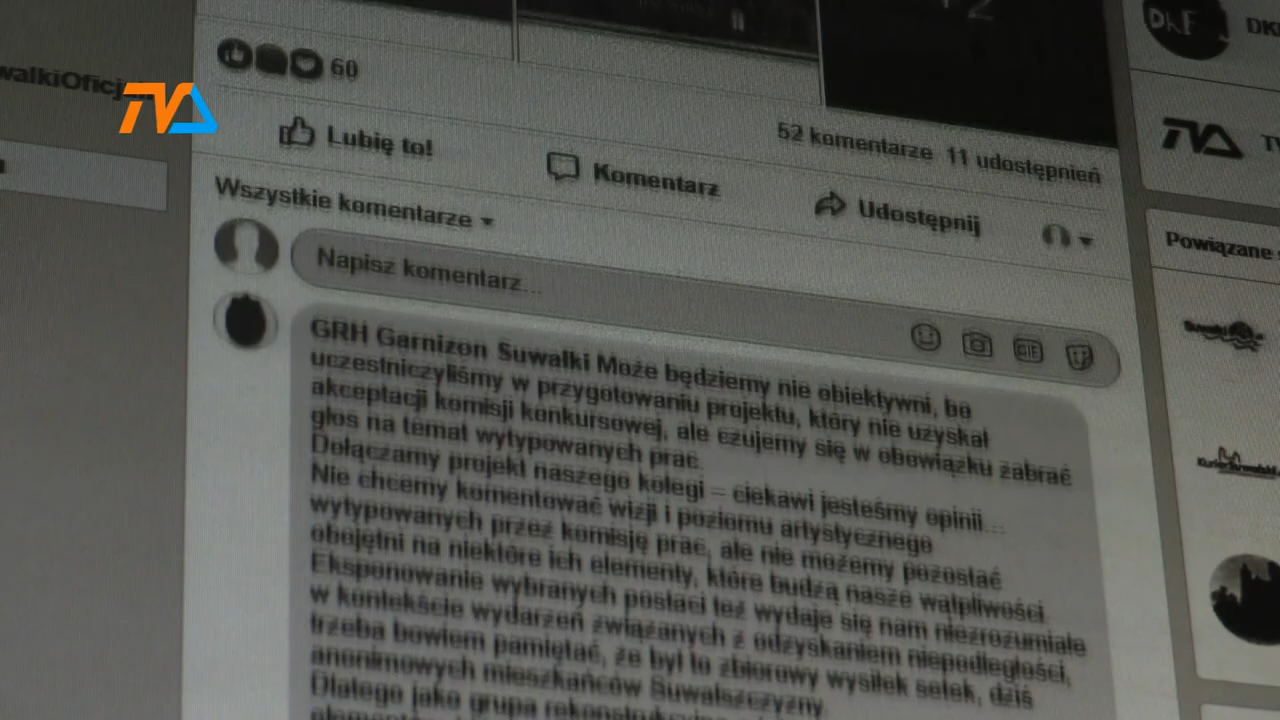 TVA
60
52 komentarze 11 udostępnień
Lubię to!
Komentarz
Udostępnij
Wszystkie komentarze
Napisz komentarz...
GIF
GRH Garnizon Suwałki Może będziemy nie obiektywni, bo
uczestniczyliśmy w przygotowaniu projektu, który nie uzyskał
akceptacji komisji konkursowej, ale czujemy się w obowiązku zabrać
głos na temat wytypowanych prac.
Dołączamy projekt naszego kolegi – ciekawi jesteśmy opinii...
Nie chcemy komentować wizji i poziomu artystycznego
wytypowanych przez komisję prac, ale nie możemy pozostać
obojętni na niektóre ich elementy, które budzą nasze wątpliwości.
Eksponowanie wybranych postaci też wydaje się nam niezrozumiałe
w kontekście wydarzeń związanych z odzyskaniem niepodległości,
trzeba bowiem pamiętać, że był to zbiorowy wysiłek setek, dziś
anonimowych mieszkańców Suwalszczyzny.
Dlatego jako grupa
DKF
TVA
Powiązane